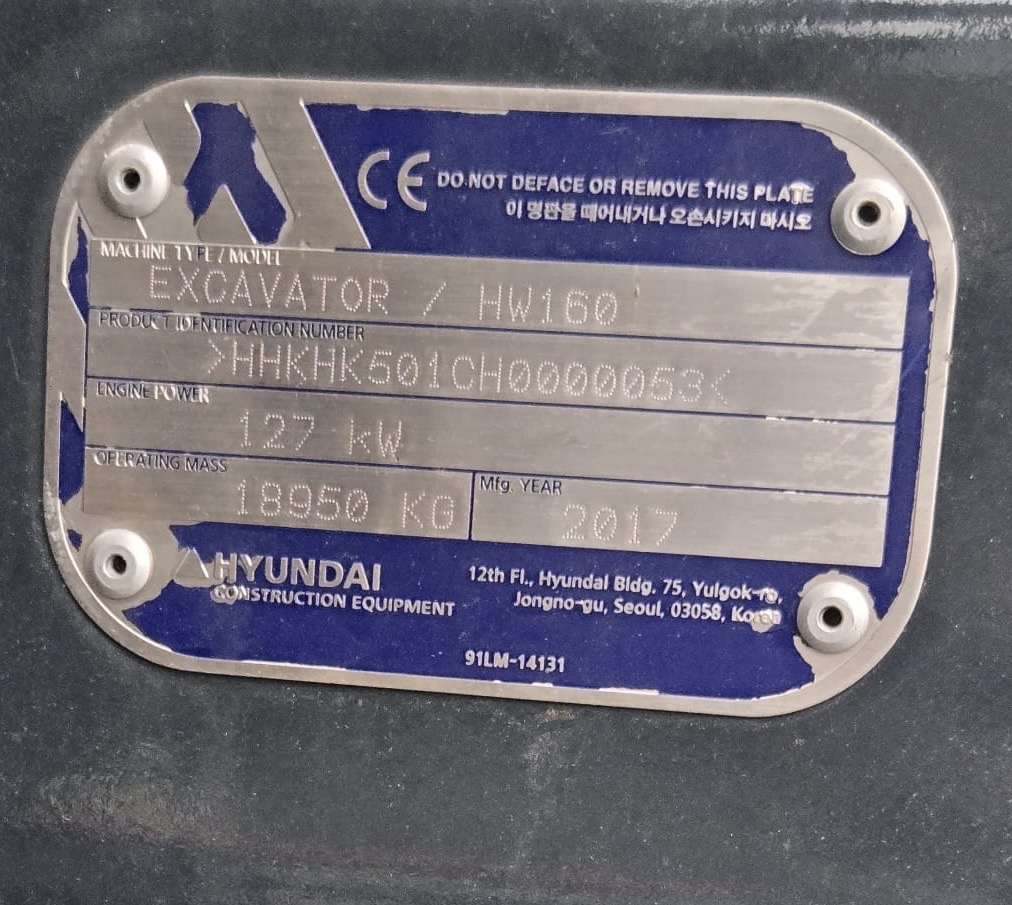 CE DO NOT DEFACE OR REMOVE THIS PLATE
이 명판을 떼어내거나 오손시키지 마시오
MACHINE TYPE / MODEL
EXCAVATOR / HW160
PRODUCT IDENTIFICATION NUMBER
>HHKHK501CH0000053<
ENGINE POWER
127 kW
OPERATING MASS
18950 KG
Mfg. YEAR
2017
HYUNDAI
CONSTRUCTION EQUIPMENT
12th Fl., Hyundai Bldg. 75, Yulgok-ro,
Jongno-gu, Seoul, 03058, Korea
91LM-14131